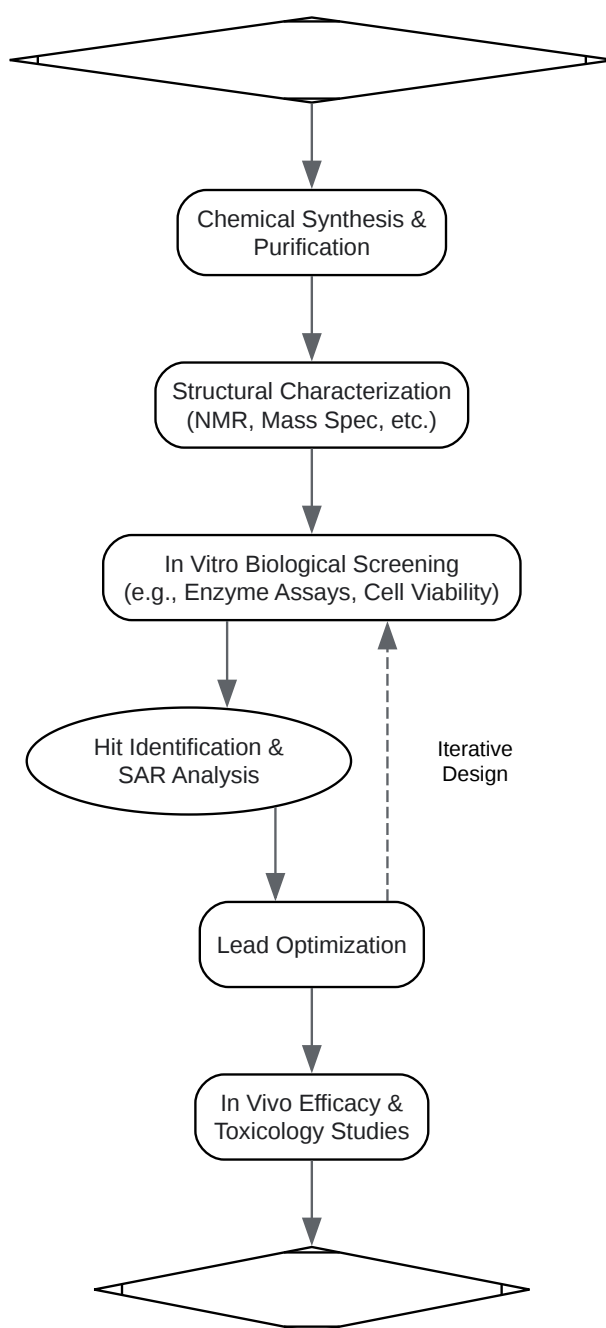 Chemical Synthesis &
Purification
Structural Characterization
(NMR, Mass Spec, etc.)
In Vitro Biological Screening
(e.g., Enzyme Assays, Cell Viability)
Hit Identification &
SAR Analysis
Iterative
Design
Lead Optimization
In Vivo Efficacy &
Toxicology Studies